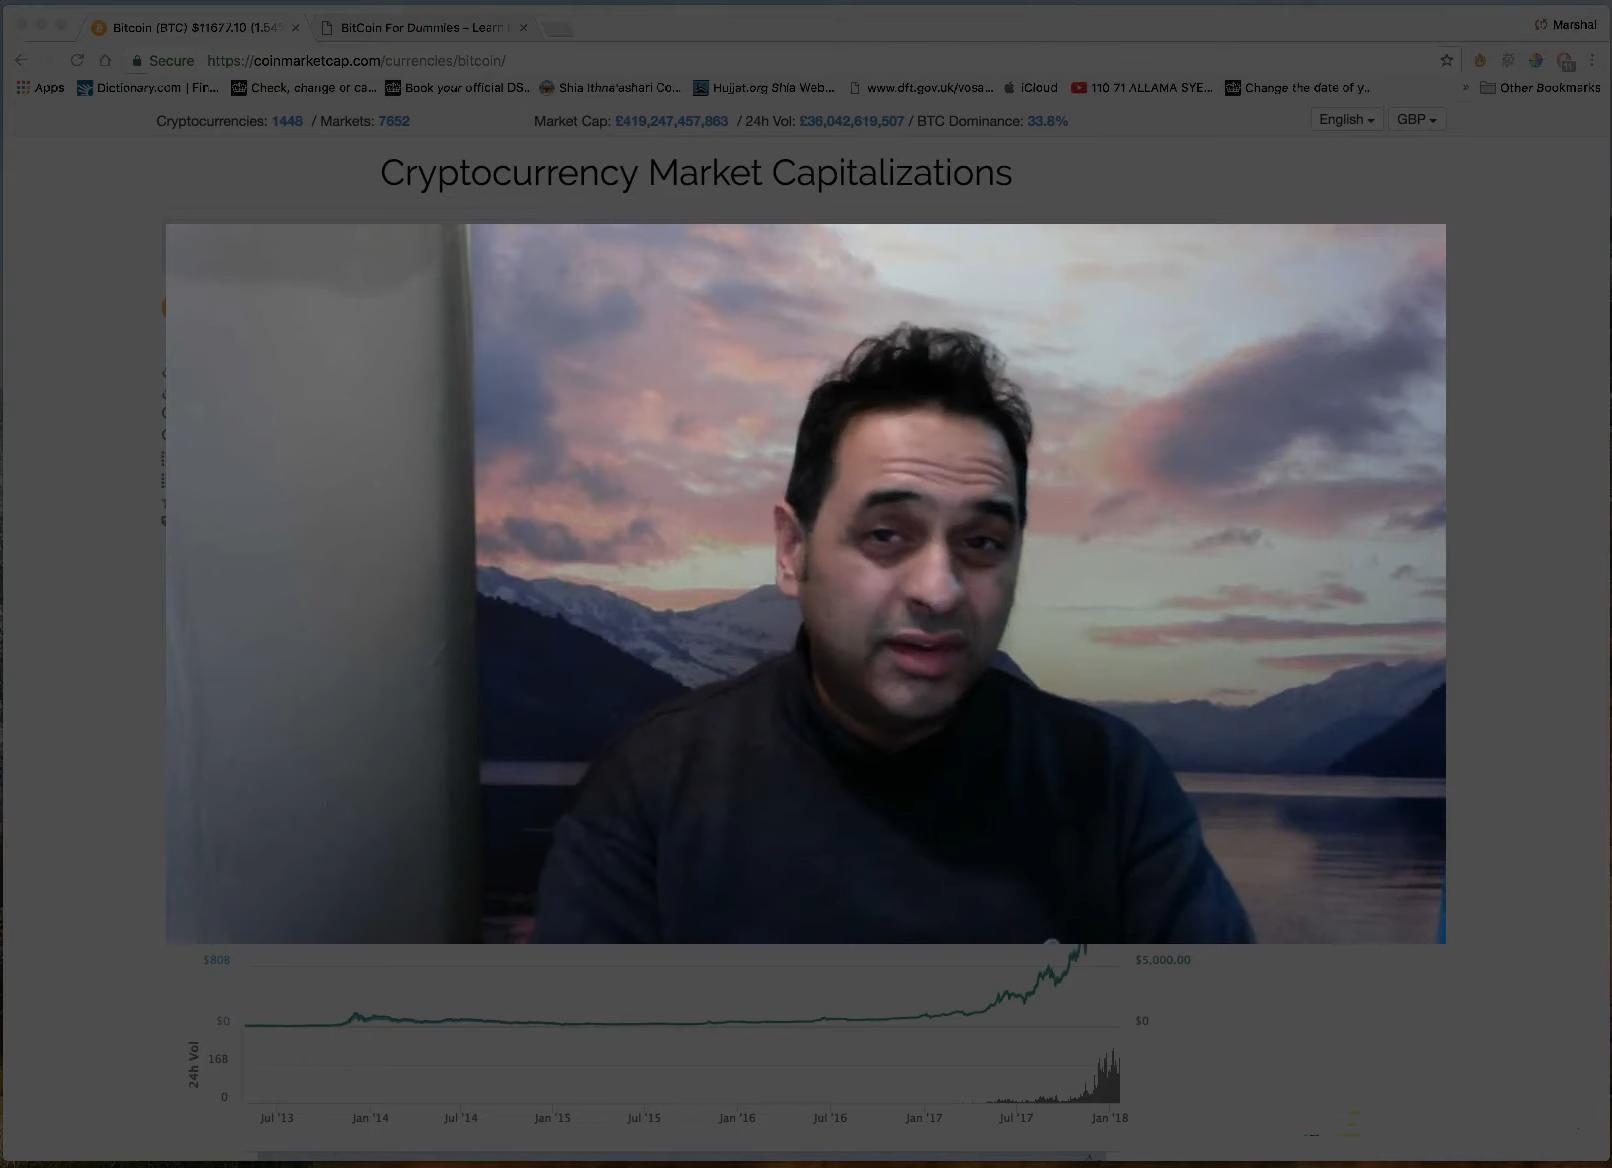 Bitcoin (BTC) $11677.10 (1.54%
BitCoin For Dummies – Learn
Marshal
Secure https://coinmarketcap.com/currencies/bitcoin/
Apps Dictionary.com | Fin... Check, change or ca... Book your official DS.. Shia Ithna'ashari Co... Hujjat.org Shia Web... www.dft.gov.uk/vosa... iCloud 110 71 ALLAMA SYE... Change the date of y.. » Other Bookmarks
Cryptocurrencies: 1448 / Markets: 7652 Market Cap: £419,247,457,863 / 24h Vol: £36,042,619,507 / BTC Dominance: 33.8% English GBP
Cryptocurrency Market Capitalizations
$80B $5,000.00
$0 $0
24h Vol
16B
0
Jul '13 Jan '14 Jul '14 Jan '15 Jul '15 Jan '16 Jul '16 Jan '17 Jul '17 Jan '18